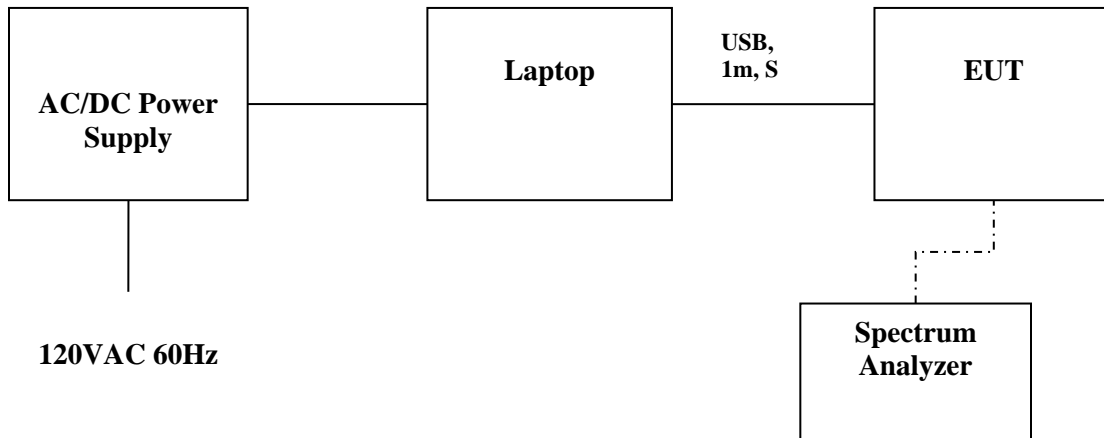 AC/DC Power
Supply
Laptop
USB,
1m, S
EUT
120VAC 60Hz
Spectrum
Analyzer